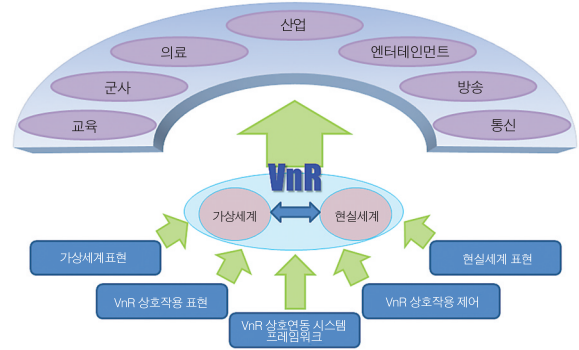 산업
의료
엔터테인먼트
군사
방송
교육
통신
VnR
가상세계
현실세계
가상세계표현
현실세계 표현
VnR 상호작용 표현
VnR 상호작용 제어
VnR 상호연동 시스템
프레임워크